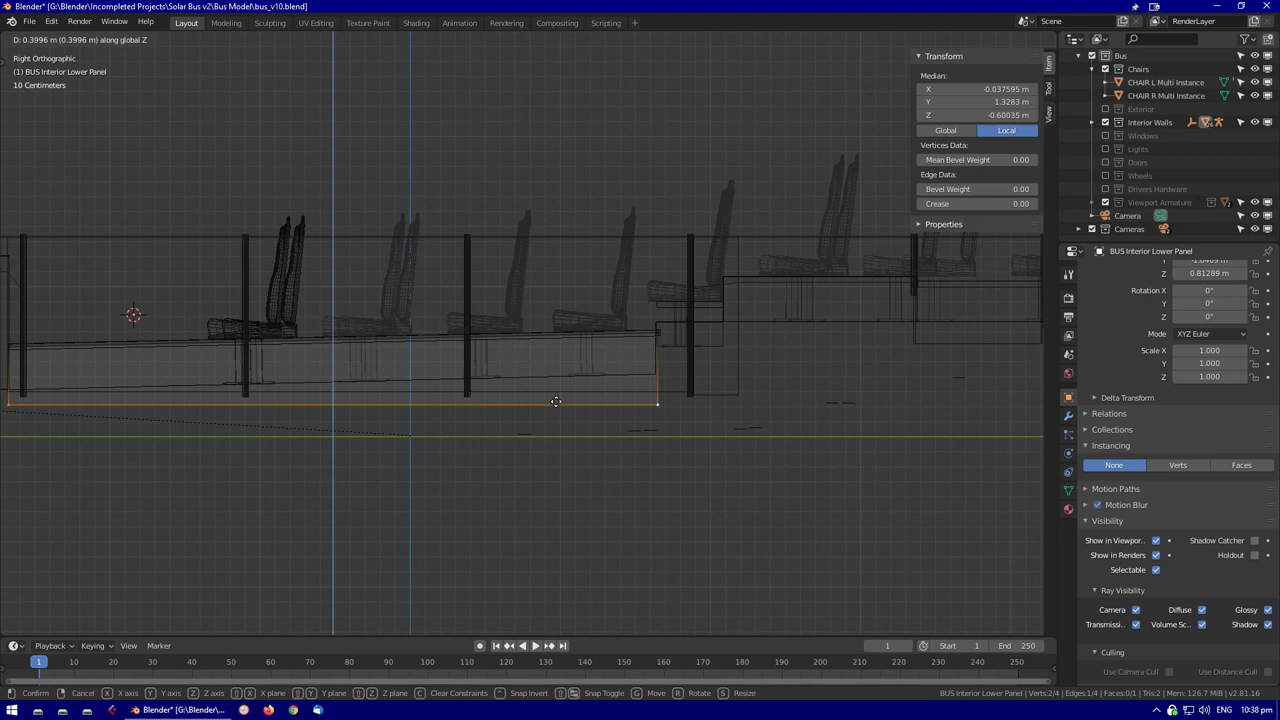 Blender* [G:\Incompleted Projects\Solar Bus v2\Bus Model\bus_v10.blend]
File Edit Render Window Help Layout Modeling Sculpting UV Editing Texture Paint Shading Animation Rendering Compositing Scripting + Scene RenderLayer
D: 0.3996 m (0.3996 m) along global Z
Right Orthographic
(1) BUS Interior Lower Panel
10 Centimeters
Transform
Median:
X -0.037595 m
Y 1.3283 m
Z -0.60035 m
Global Local
Vertices Data:
Mean Bevel Weight 0.00
Edge Data:
Bevel Weight 0.00
Crease 0.00
Properties
Item
Tool
View
Bus
Chairs
CHAIR L Multi Instance
CHAIR R Multi Instance
Exterior
Interior Walls
Windows
Lights
Doors
Wheels
Drivers Hardware
Viewport Armature
Camera
Cameras
BUS Interior Lower Panel
Z 0.81289 m
Rotation X 0°
Y 0°
Z 0°
Mode XYZ Euler
Scale X 1.000
Y 1.000
Z 1.000
Delta Transform
Relations
Collections
Instancing
None Verts Faces
Motion Paths
Motion Blur
Visibility
Show in Viewpor.. Shadow Catcher
Show in Renders Holdout
Selectable
Ray Visibility
Camera Diffuse Glossy
Transmissi.. Volume Sc.. Shadow
Culling
Use Camera Cull Use Distance Cull
Playback Keying View Marker 1 Start 1 End 250
1 10 20 30 40 50 60 70 80 90 100 110 120 130 140 150 160 170 180 190 200 210 220 230 240 250
Confirm Cancel X X axis Y Y axis Z Z axis X X plane Y Y plane Z Z plane C Clear Constraints Snap Invert Snap Toggle G Move R Rotate S Resize BUS Interior Lower Panel | Verts:2/4 | Edges:1/4 | Faces:0/1 | Tris:2 | Mem: 126.7 MiB | v2.81.16
Blender* [G:\... ENG 10:38 pm